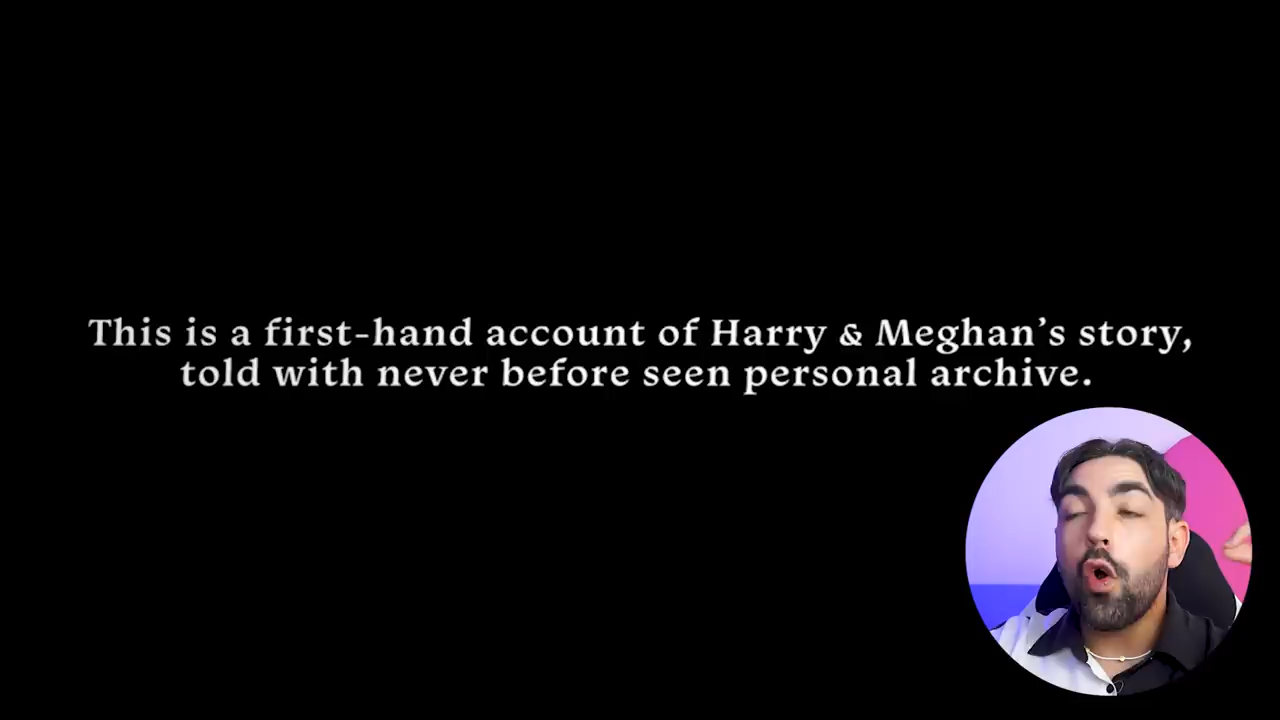 This is a first-hand account of Harry & Meghan’s story,
told with never before seen personal archive.